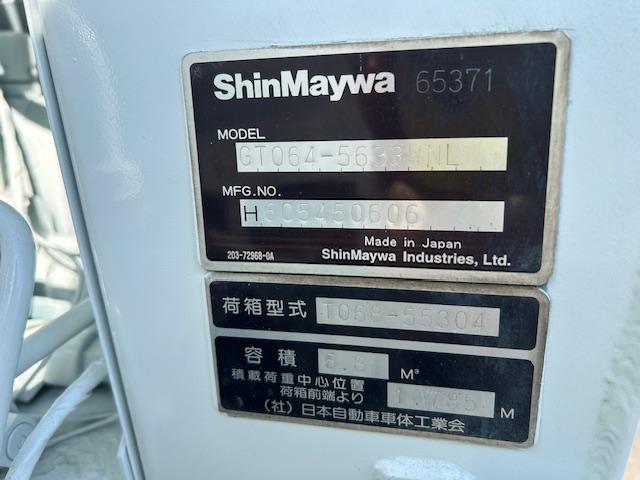 ShinMaywa 65371
MODEL
GT064-5633 NL
MFG.NO.
H605450606
Made in Japan
203-72968-0A ShinMaywa Industries, Ltd.
荷箱型式 T068-55304
容積 M³
積載荷重中心位置
荷箱前端より M
(社)日本自動車車体工業会